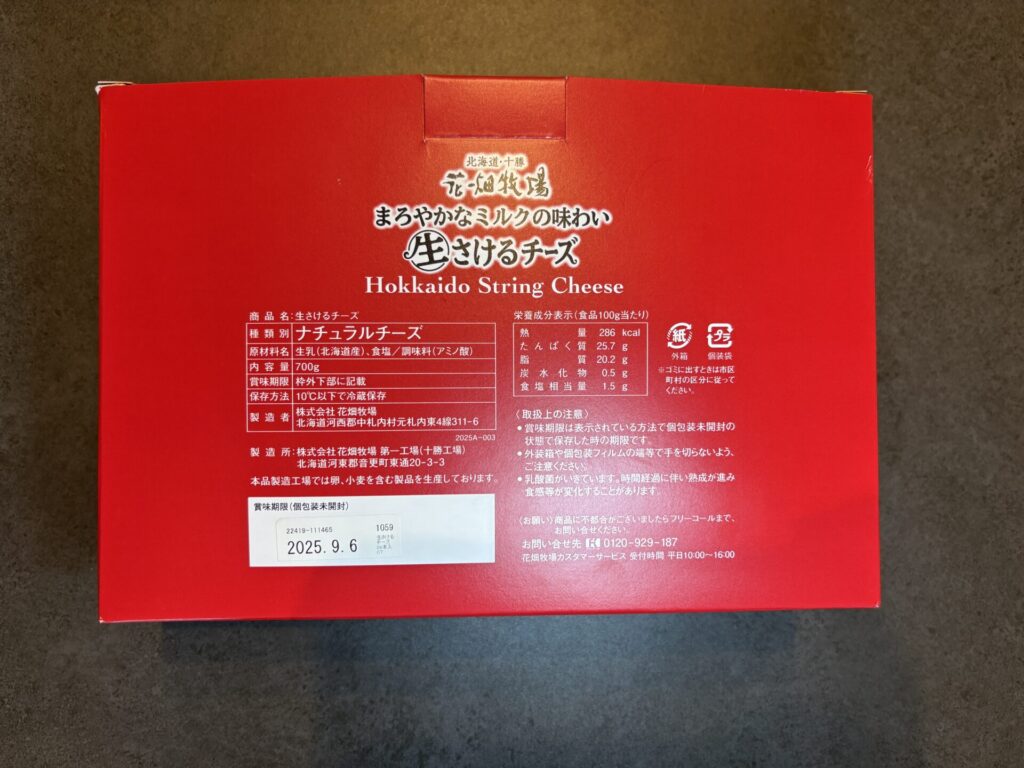 北海道・十勝
花畑牧場
まろやかなミルクの味わい
生さけるチーズ
Hokkaido String Cheese
商品名:生さけるチーズ
種類別 ナチュラルチーズ
原材料名 生乳(北海道産)、食塩/調味料(アミノ酸)
内容量 700g
賞味期限 枠外下部に記載
保存方法 10℃以下で冷蔵保存
製造者 株式会社 花畑牧場
北海道河西郡中札内村元札内東4線311-6
2025A-003
製造所:株式会社 花畑牧場 第一工場(十勝工場)
北海道河東郡音更町東通20-3-3
本品製造工場では卵、小麦を含む製品を生産しております。
賞味期限(個包装未開封)
22419-111465
1059
2025.9.6
生さける
チーズ
栄養成分表示(食品100g当たり)
熱量 286 kcal
たんぱく質 25.7 g
脂質 20.2 g
炭水化物 0.5 g
食塩相当量 1.5 g
紙
外箱
プラ
個装袋
※ゴミに出すときは市区
町村の区分に従って
ください。
〈取扱上の注意〉
●賞味期限は表示されている方法で個包装未開封の
状態で保存した時の期限です。
●外装箱や個包装フィルムの端等で手を切らないよう、
ご注意ください。
●乳酸菌がいきています。時間経過に伴い熟成が進み
食感等が変化することがあります。
〈お願い〉商品に不都合がございましたらフリーコールまで、
お問い合せください。
お問い合せ先 0120-929-187
花畑牧場カスタマーサービス 受付時間 平日10:00〜16:00